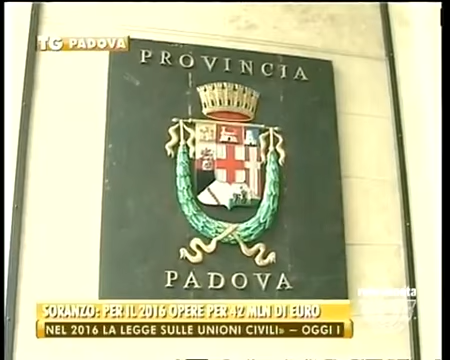 TG PADOVA
PROVINCIA
PADOVA
SORANZO: PER IL 2016 OPERE PER 42 MLN DI EURO
NEL 2016 LA LEGGE SULLE UNIONI CIVILI» – OGGI I